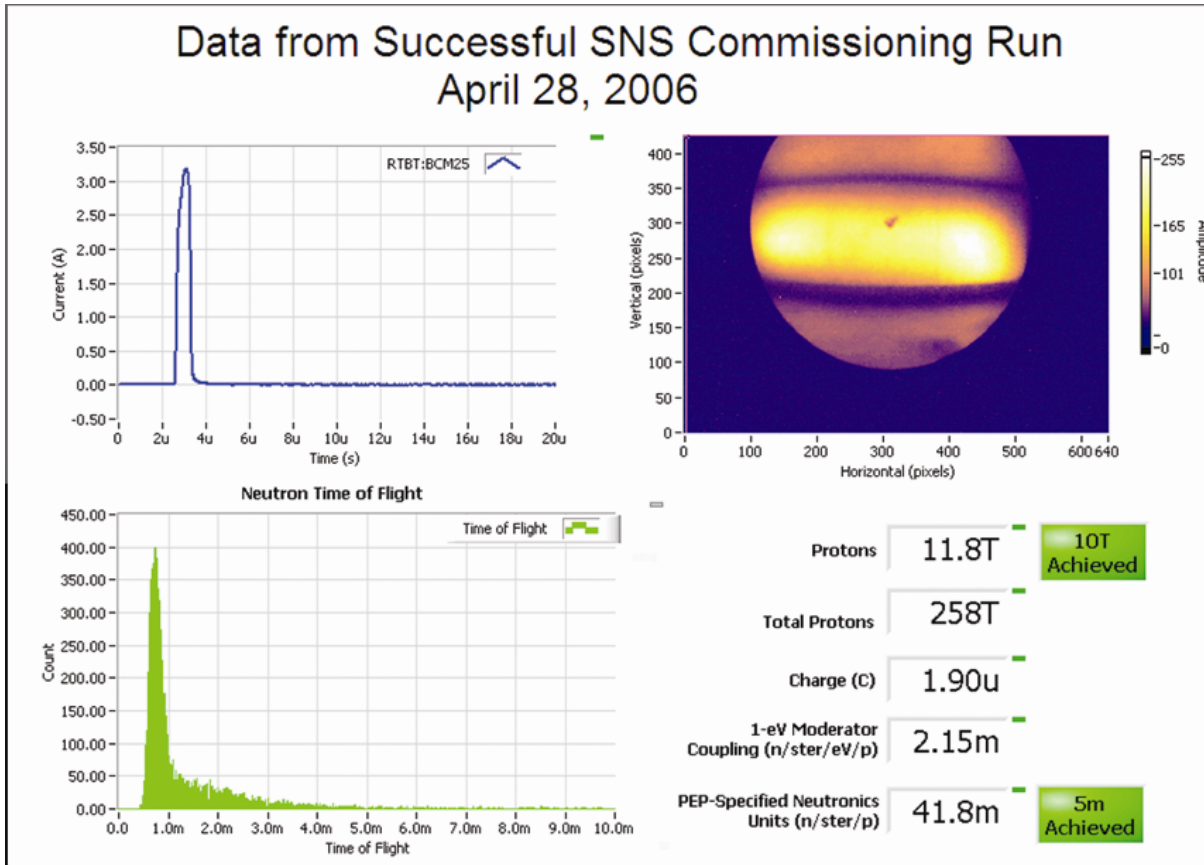 Data from Successful SNS Commissioning Run
April 28, 2006
3.50
3.00
2.50
2.00
1.50
1.00
0.50
0.00
-0.50
Current (A)
RTBT:BCM25
0 2u 4u 6u 8u 10u 12u 14u 16u 18u 20u
Time (s)
400
350
300
250
200
150
100
50
0
Vertical (pixels)
0 100 200 300 400 500 600 640
Horizontal (pixels)
255
165
101
0
Amplitude
Neutron Time of Flight
450.00
400.00
350.00
300.00
250.00
200.00
150.00
100.00
50.00
0.00
Count
Time of Flight
0.0 1.0m 2.0m 3.0m 4.0m 5.0m 6.0m 7.0m 8.0m 9.0m 10.0m
Time of Flight
Protons 11.8T
10T
Achieved
Total Protons 258T
Charge (C) 1.90u
1-eV Moderator
Coupling (n/ster/eV/p) 2.15m
PEP-Specified Neutronics
Units (n/ster/p) 41.8m
5m
Achieved